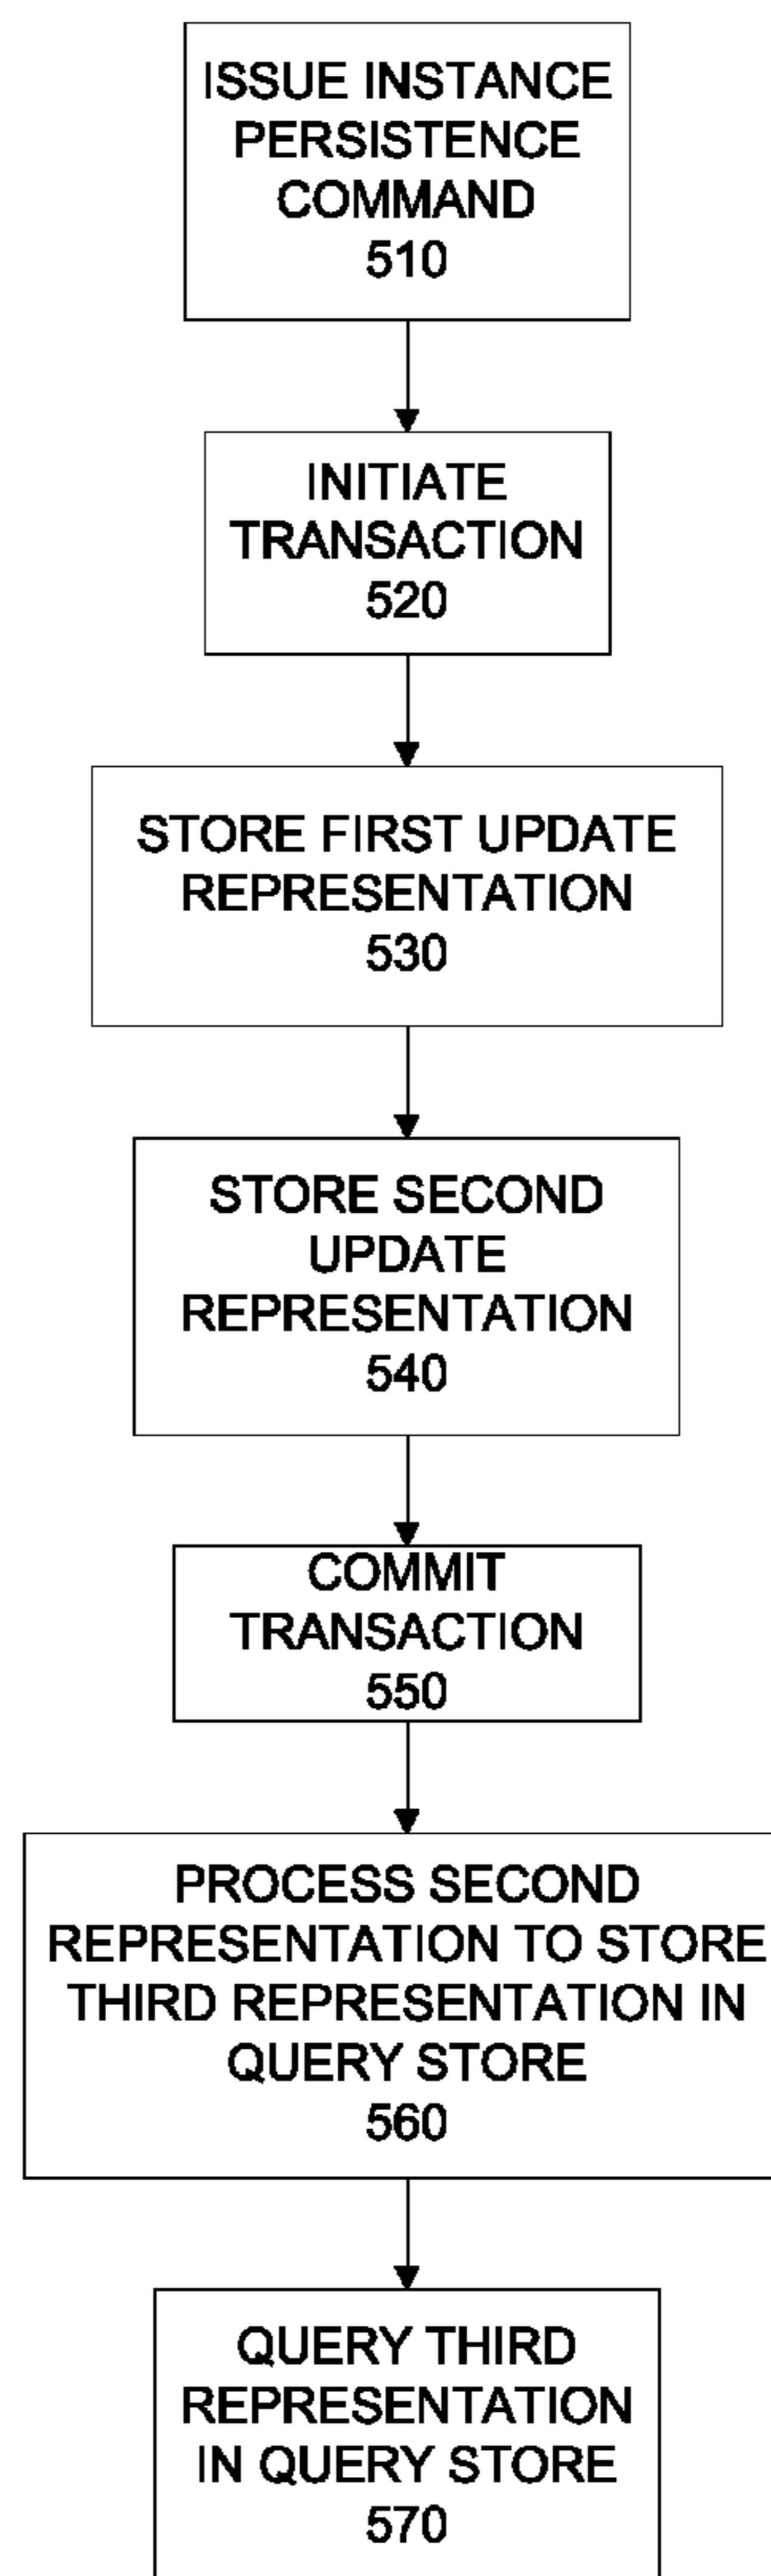 ISSUE INSTANCE
PERSISTENCE
COMMAND
510
INITIATE
TRANSACTION
520
STORE FIRST UPDATE
REPRESENTATION
530
STORE SECOND
UPDATE
REPRESENTATION
540
COMMIT
TRANSACTION
550
PROCESS SECOND
REPRESENTATION TO STORE
THIRD REPRESENTATION IN
QUERY STORE
560
QUERY THIRD
REPRESENTATION
IN QUERY STORE
570